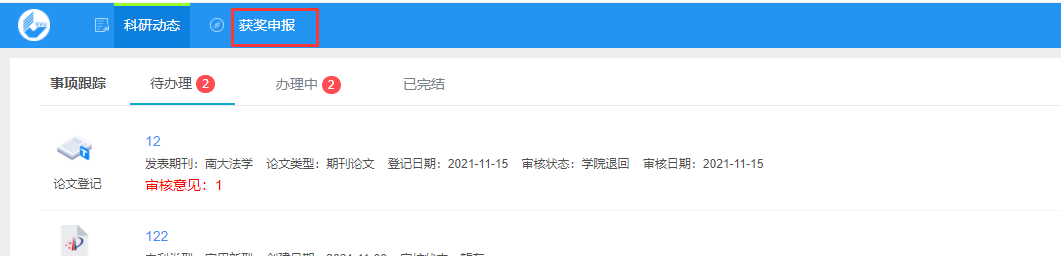 科研动态 获奖申报
事项跟踪 待办理 2 办理中 2 已完结
12
发表期刊：南大法学 论文类型：期刊论文 登记日期：2021-11-15 审核状态：学院退回 审核日期：2021-11-15
论文登记
审核意见：1
122